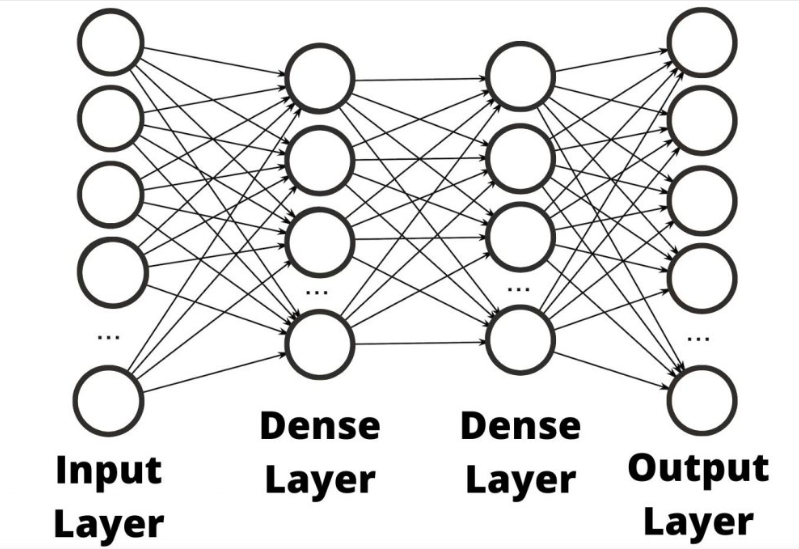 ...
...
...
...
Dense
Layer
Dense
Layer
Input
Layer
Output
Layer